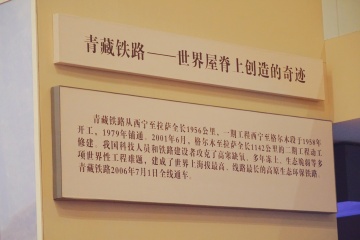 青藏铁路——世界屋脊上创造的奇迹
青藏铁路从西宁至拉萨全长1956公里，一期工程西宁至格尔木段于1958年
开工，1979年铺通。2001年6月，格尔木至拉萨全长1142公里的二期工程动工
修建。我国科技人员和铁路建设者攻克了高寒缺氧、多年冻土、生态脆弱等多
项世界性工程难题，建成了世界上海拔最高、线路最长的高原生态环保铁路。
青藏铁路2006年7月1日全线通车。